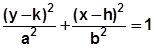 (y-k)²/a² + (x-h)²/b² = 1